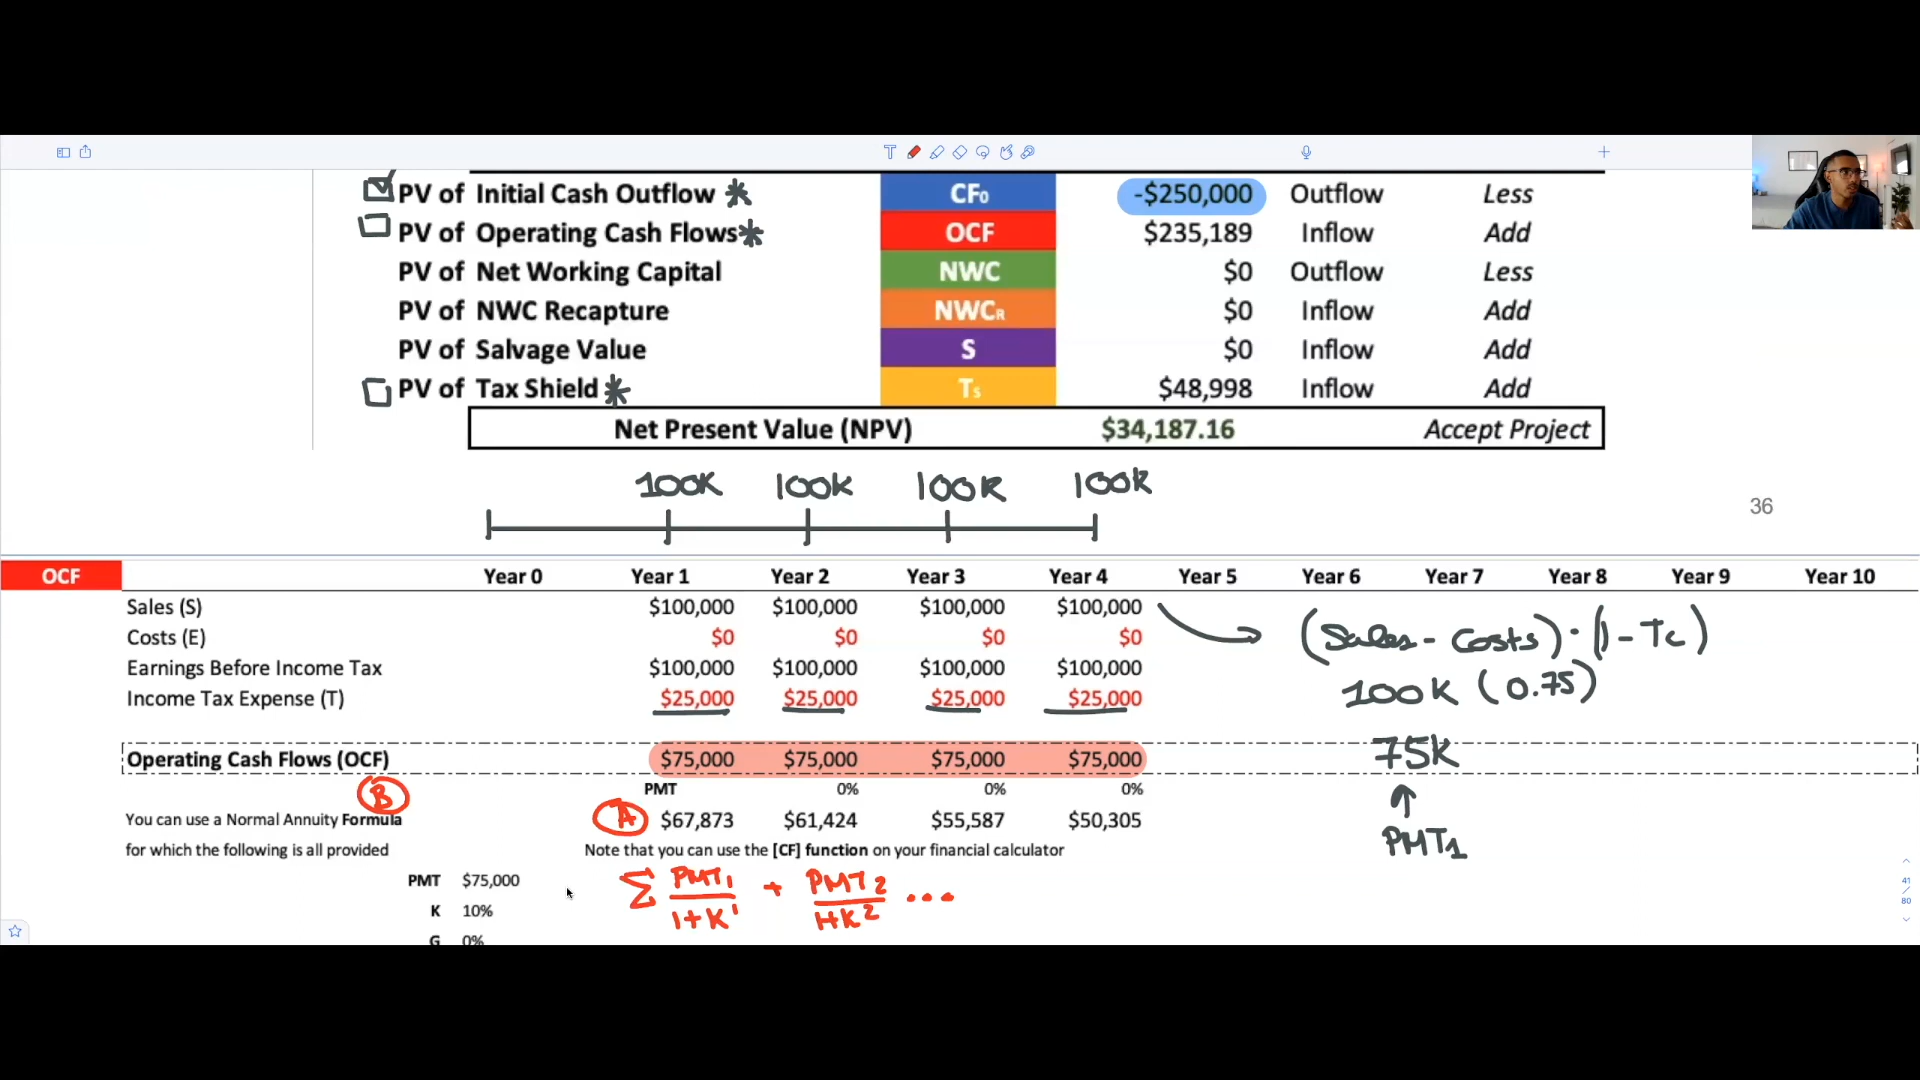 PV of Initial Cash Outflow * CF0 -$250,000 Outflow Less
PV of Operating Cash Flows * OCF $235,189 Inflow Add
PV of Net Working Capital NWC $0 Outflow Less
PV of NWC Recapture NWCR $0 Inflow Add
PV of Salvage Value S $0 Inflow Add
PV of Tax Shield * Ts $48,998 Inflow Add
Net Present Value (NPV) $34,187.16 Accept Project
100K 100K 100K 100K
36
OCF Year 0 Year 1 Year 2 Year 3 Year 4 Year 5 Year 6 Year 7 Year 8 Year 9 Year 10
Sales (S) $100,000 $100,000 $100,000 $100,000
Costs (E) $0 $0 $0 $0
(Sales - Costs) · (1 - Tc)
Earnings Before Income Tax $100,000 $100,000 $100,000 $100,000
Income Tax Expense (T) $25,000 $25,000 $25,000 $25,000
100K (0.75)
Operating Cash Flows (OCF) $75,000 $75,000 $75,000 $75,000
75K
PMT 0% 0% 0%
B
You can use a Normal Annuity Formula A $67,873 $61,424 $55,587 $50,305
PMT1
for which the following is all provided Note that you can use the [CF] function on your financial calculator
PMT $75,000
Σ PMT1 / 1+K^1 + PMT2 / 1+K^2 ...
K 10%
G 0%
41
/
80